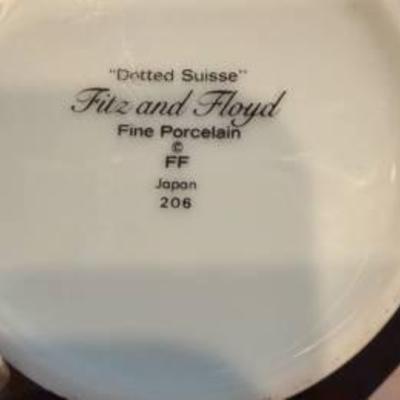 "Dotted Suisse"
Fitz and Floyd
Fine Porcelain
©
FF
Japan
206